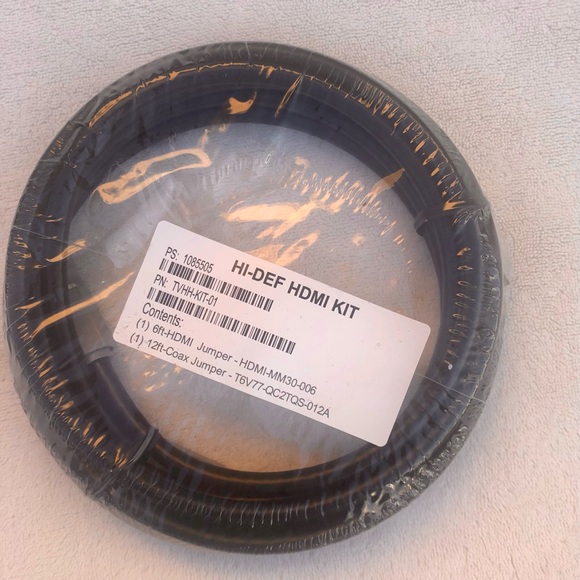 HI-DEF HDMI KIT
PS: 1085505
PN: TVHH-KIT-01
Contents:
(1) 6ft-HDMI Jumper - HDMI-MM30-006
(1) 12ft-Coax Jumper - T6V77-QC2TQS-012A